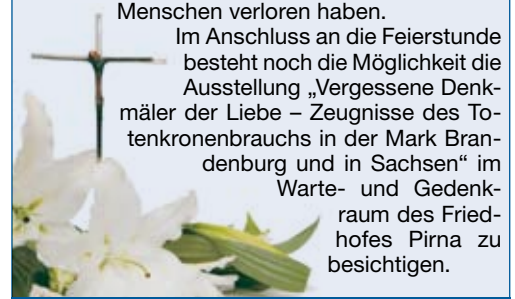 Menschen verloren haben.
Im Anschluss an die Feierstunde
besteht noch die Möglichkeit die
Ausstellung „Vergessene Denk-
mäler der Liebe – Zeugnisse des To-
tenkronenbrauchs in der Mark Bran-
denburg und in Sachsen“ im
Warte- und Gedenk-
raum des Fried-
hofes Pirna zu
besichtigen.